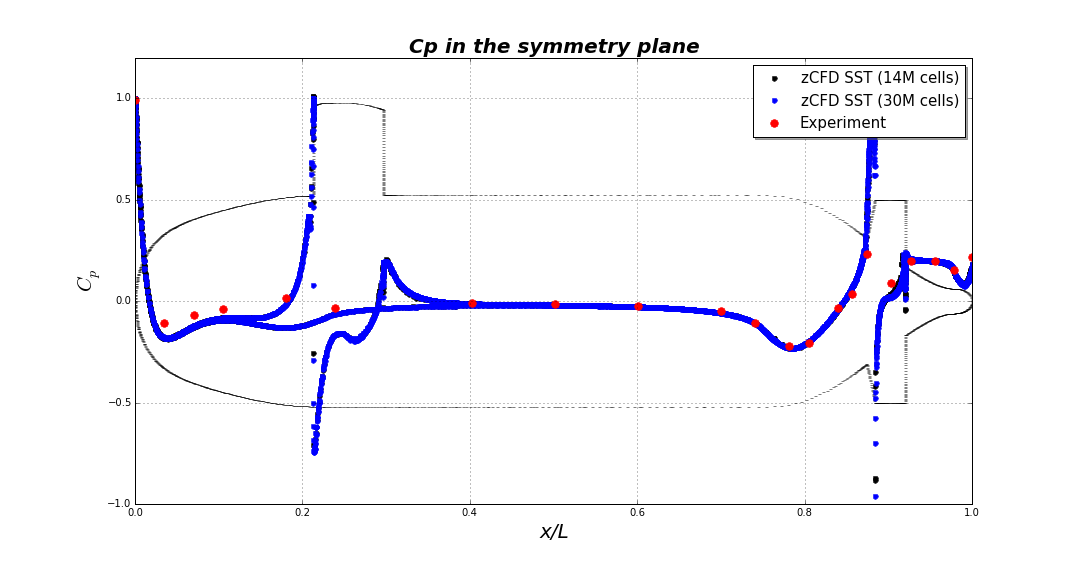 Cp in the symmetry plane
zCFD SST (14M cells)
zCFD SST (30M cells)
Experiment
1.0
0.5
0.0
−0.5
−1.0
C_p
0.0 0.2 0.4 0.6 0.8 1.0
x/L